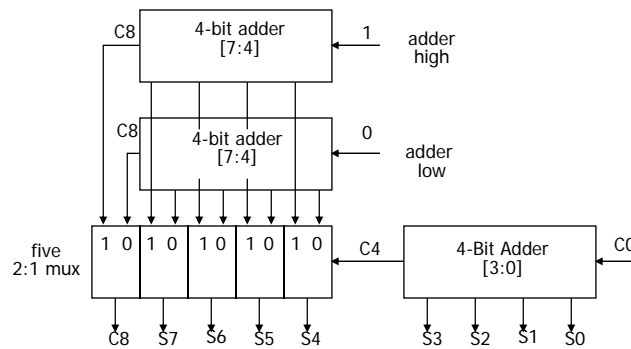 C8
4-bit adder
[7:4]
1
adder
high
C8
4-bit adder
[7:4]
0
adder
low
five
2:1 mux
1 0 1 0 1 0 1 0 1 0
C4
4-Bit Adder
[3:0]
C0
C8 S7 S6 S5 S4
S3 S2 S1 S0